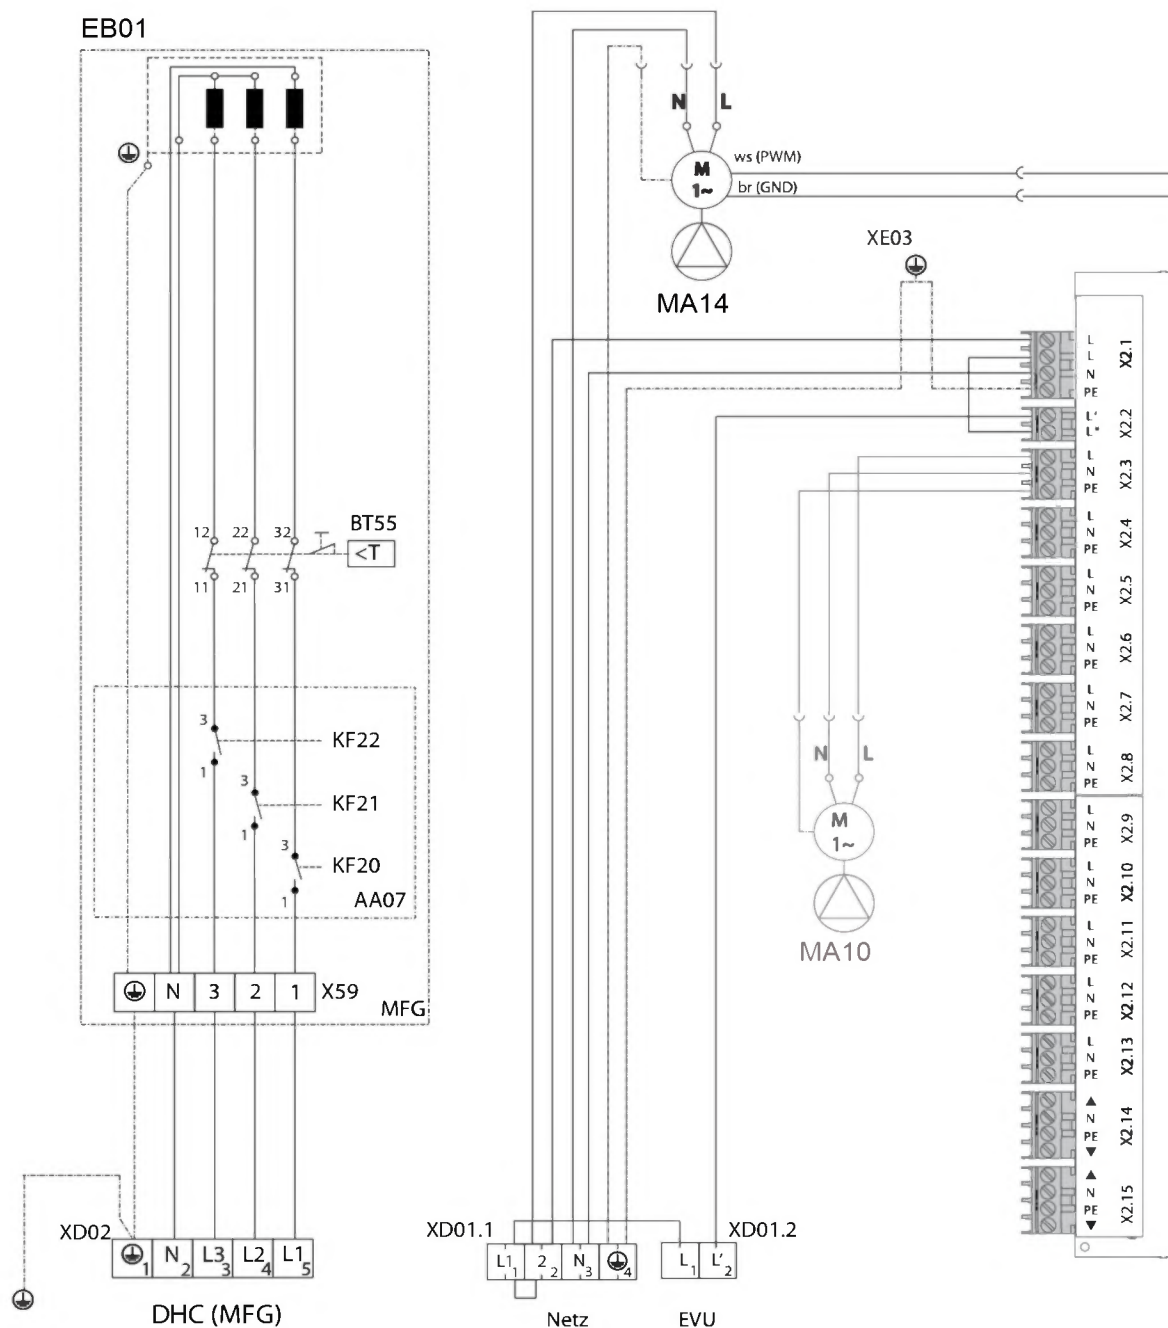 EB01
N L
M
1~
ws (PWM)
br (GND)
MA14
XE03
L
L
N
PE
X2.1
L'
L"
X2.2
L
N
PE
X2.3
L
N
PE
X2.4
L
N
PE
X2.5
L
N
PE
X2.6
L
N
PE
X2.7
L
N
PE
X2.8
L
N
PE
X2.9
L
N
PE
X2.10
L
N
PE
X2.11
L
N
PE
X2.12
L
N
PE
X2.13
▲
N
PE
▼
X2.14
▲
N
PE
▼
X2.15
12 22 32
BT55
<T
11 21 31
3
KF22
1
3
KF21
1
3
KF20
1
AA07
N 3 2 1 X59
MFG
N L
M
1~
MA10
XD02
1 N 2 L3 3 L2 4 L1 5
DHC (MFG)
XD01.1
L1 1 2 2 N 3 4
Netz
XD01.2
L 1 L' 2
EVU